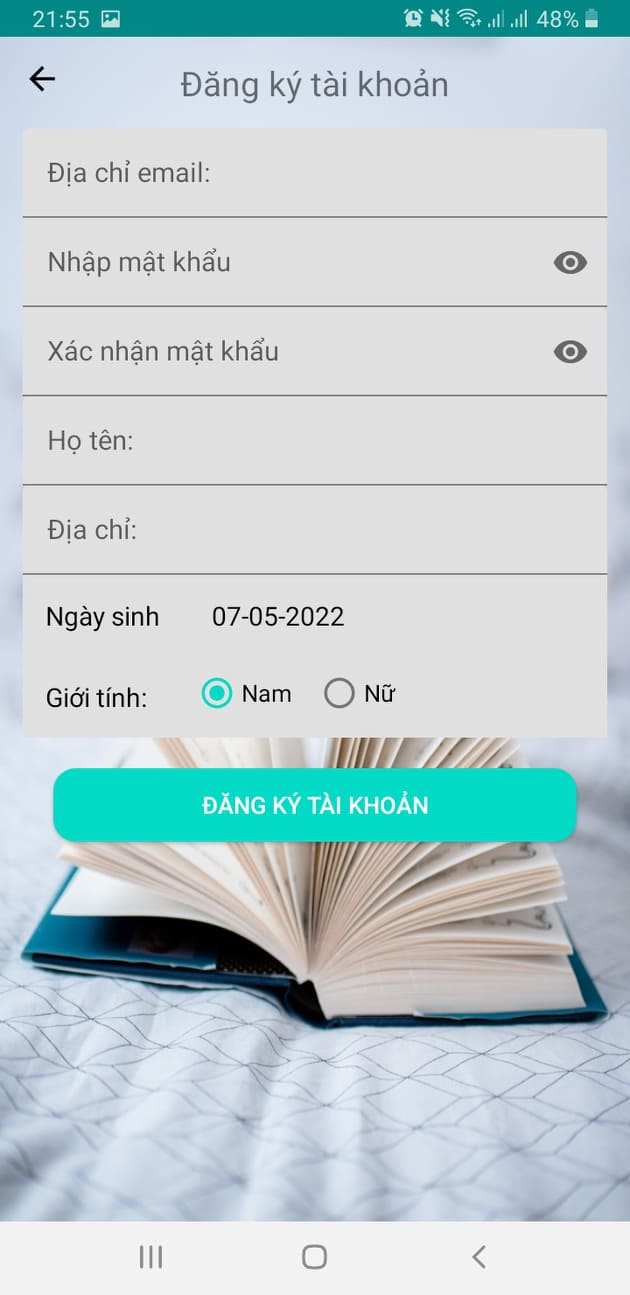 21:55 48%
Đăng ký tài khoản
Địa chỉ email:
Nhập mật khẩu
Xác nhận mật khẩu
Họ tên:
Địa chỉ:
Ngày sinh 07-05-2022
Giới tính: Nam Nữ
ĐĂNG KÝ TÀI KHOẢN